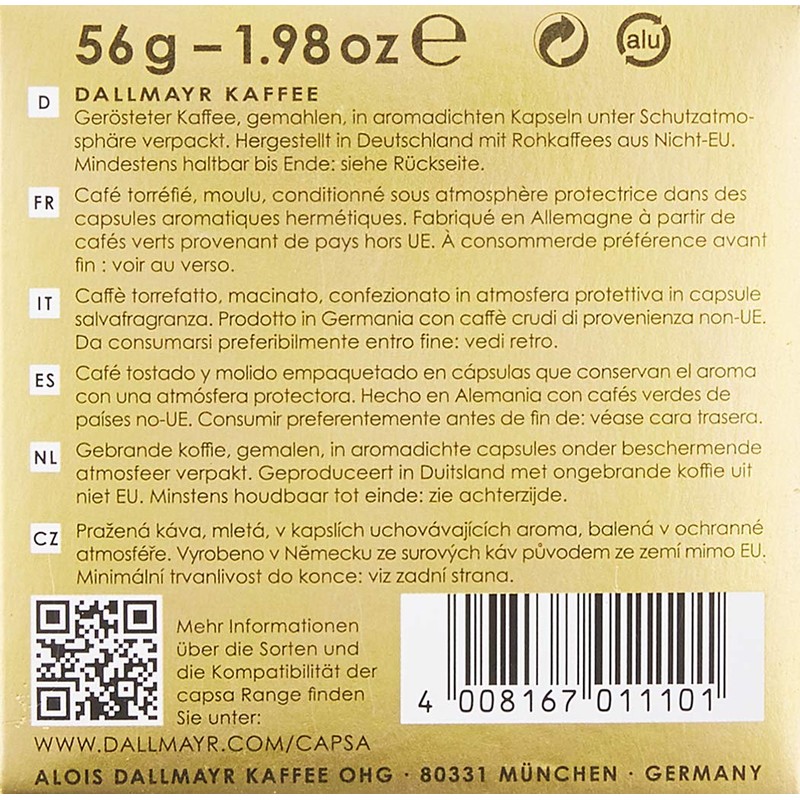 56g – 1.98oz ℮
alu
D
DALLMAYR KAFFEE
Gerösteter Kaffee, gemahlen, in aromadichten Kapseln unter Schutzatmo-
sphäre verpackt. Hergestellt in Deutschland mit Rohkaffees aus Nicht-EU.
Mindestens haltbar bis Ende: siehe Rückseite.
FR
Café torréfié, moulu, conditionné sous atmosphère protectrice dans des
capsules aromatiques hermétiques. Fabriqué en Allemagne à partir de
cafés verts provenant de pays hors UE. À consommerde préférence avant
fin : voir au verso.
IT
Caffè torrefatto, macinato, confezionato in atmosfera protettiva in capsule
salvafragranza. Prodotto in Germania con caffè crudi di provenienza non-UE.
Da consumarsi preferibilmente entro fine: vedi retro.
ES
Café tostado y molido empaquetado en cápsulas que conservan el aroma
con una atmósfera protectora. Hecho en Alemania con cafés verdes de
países no-UE. Consumir preferentemente antes de fin de: véase cara trasera.
NL
Gebrande koffie, gemalen, in aromadichte capsules onder beschermende
atmosfeer verpakt. Geproduceert in Duitsland met ongebrande koffie uit
niet EU. Minstens houdbaar tot einde: zie achterzijde.
CZ
Pražená káva, mletá, v kapslích uchovávajících aroma, balená v ochranné
atmosféře. Vyrobeno v Německu ze surových káv původem ze zemí mimo EU.
Minimální trvanlivost do konce: viz zadní strana.
Mehr Informationen
über die Sorten und
die Kompatibilität der
capsa Range finden
Sie unter:
WWW.DALLMAYR.COM/CAPSA
4 008167 011101
ALOIS DALLMAYR KAFFEE OHG · 80331 MÜNCHEN · GERMANY